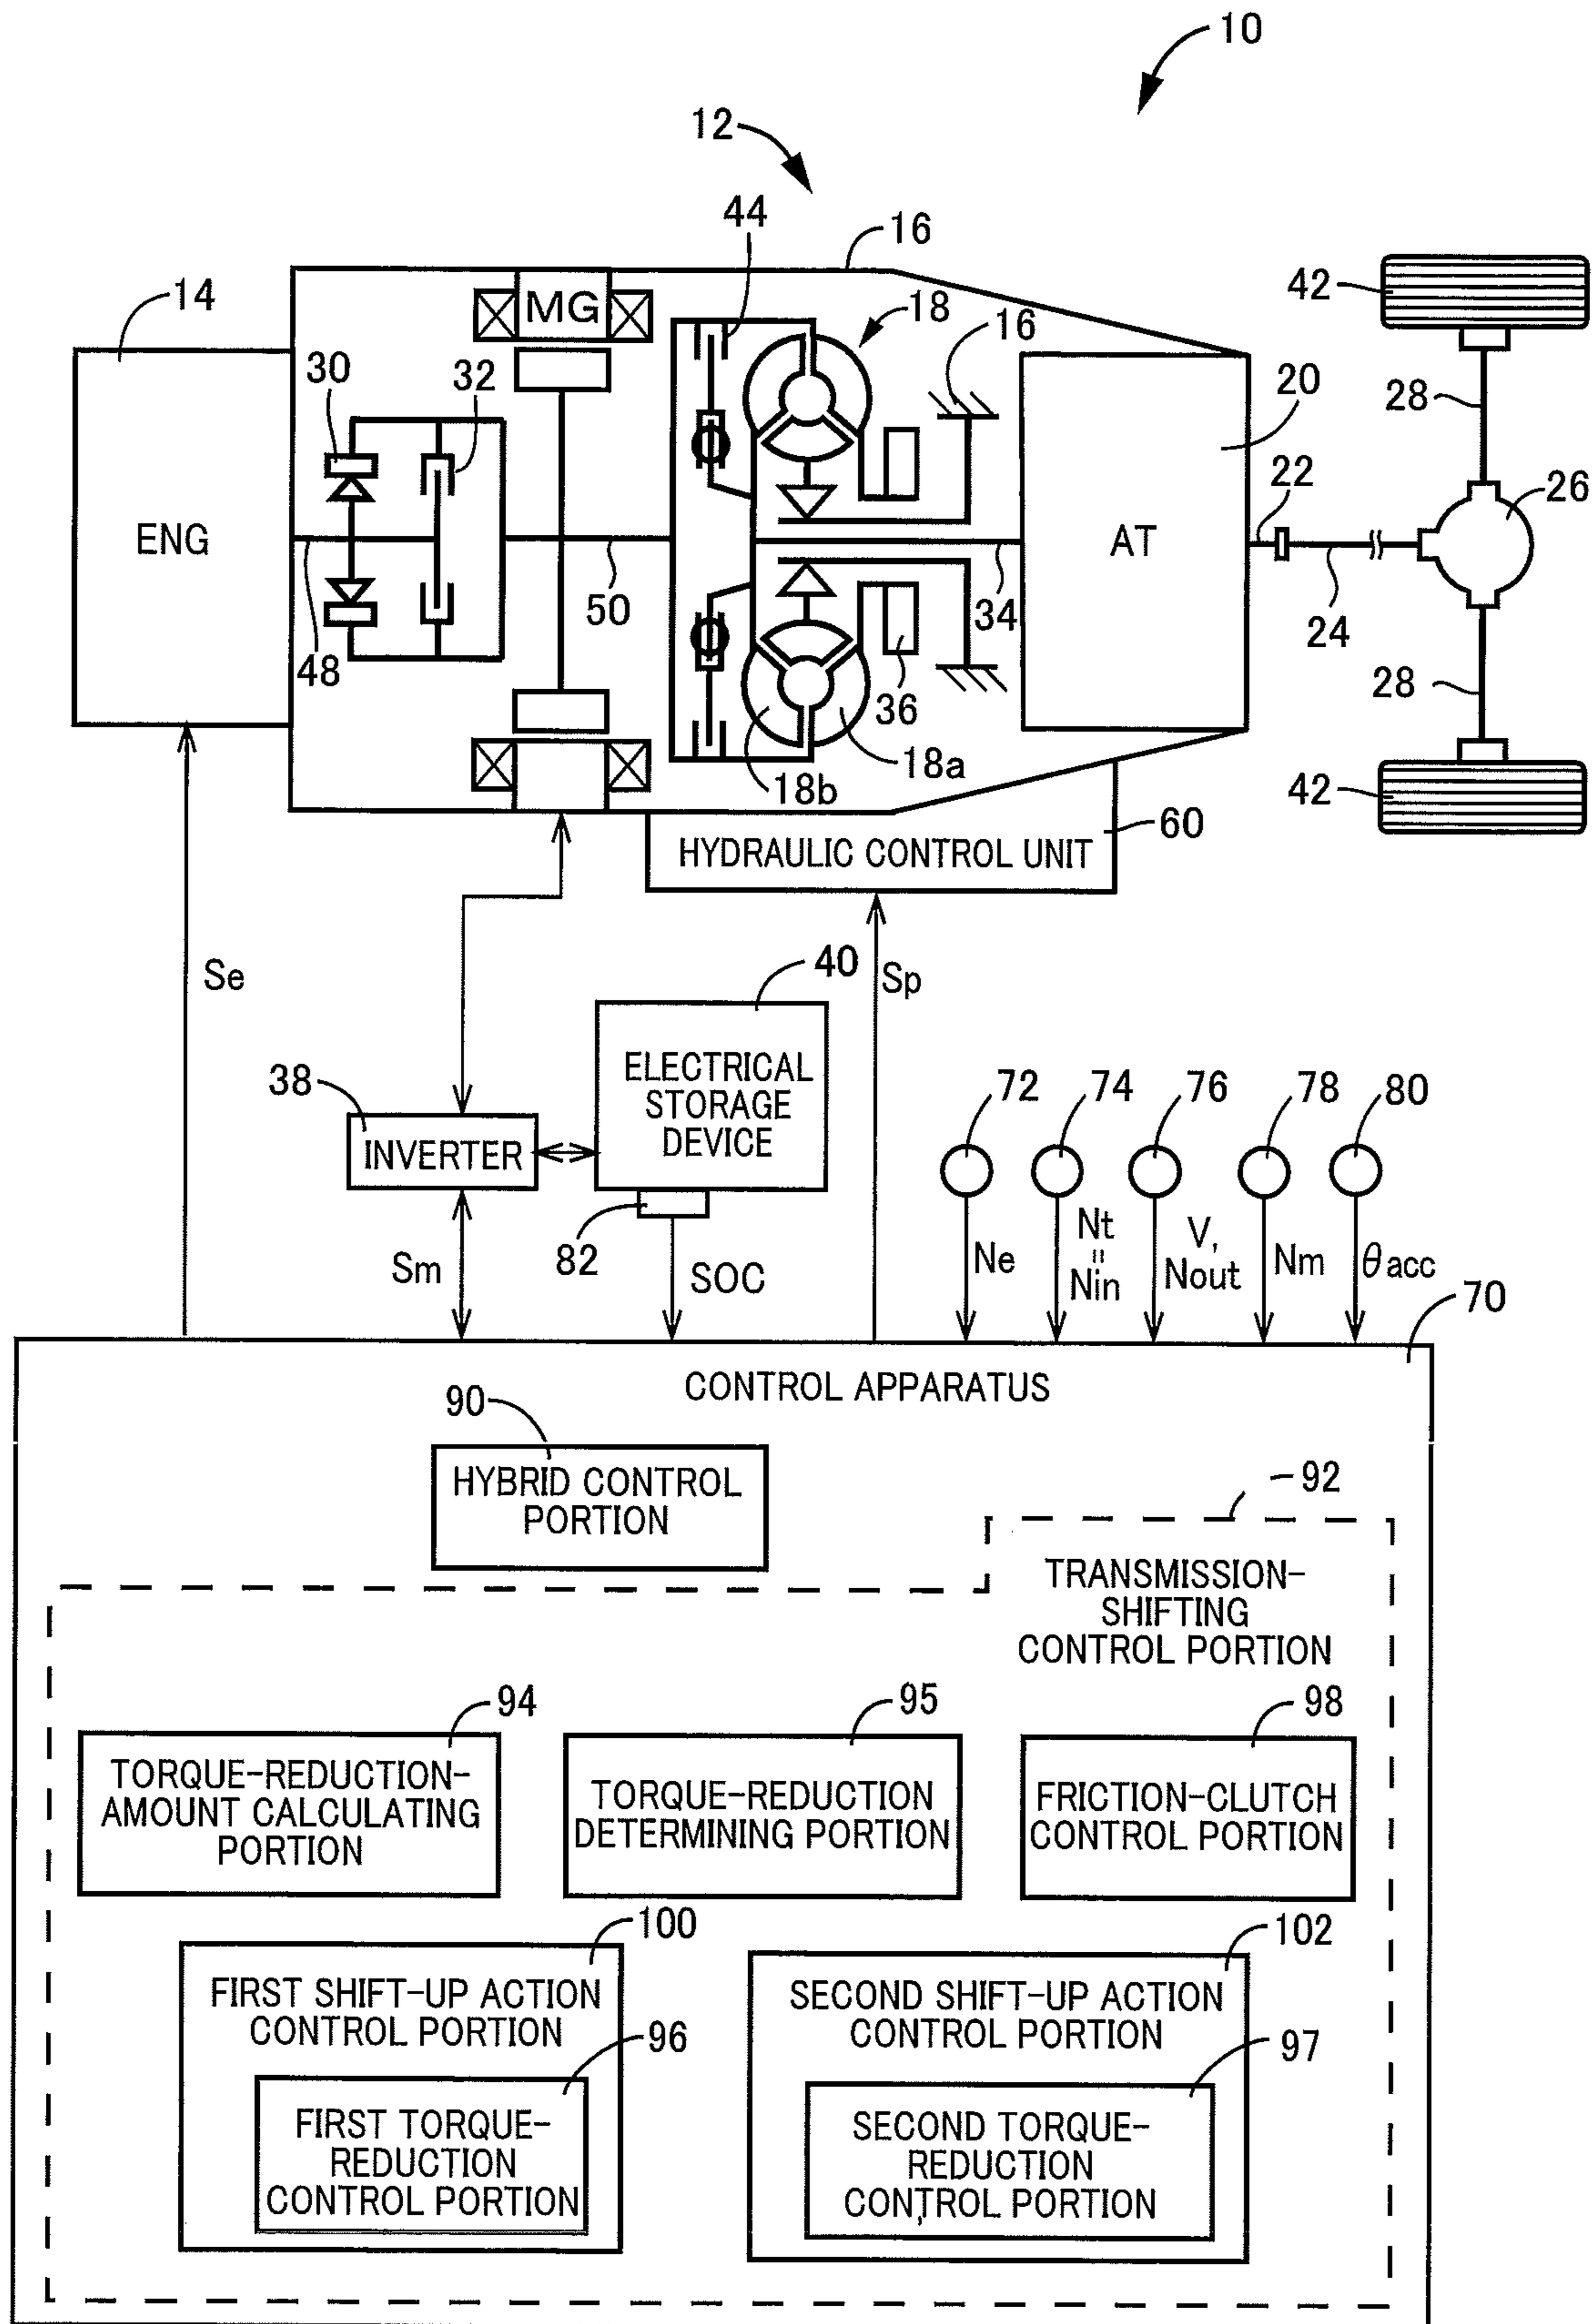 10
12
44
16
14
MG
18
16
42
30
32
20
28
22
26
ENG
AT
48
50
34
24
36
28
18a
18b
42
60
HYDRAULIC CONTROL UNIT
Se
40
Sp
ELECTRICAL
STORAGE
DEVICE
38
INVERTER
72
74
76
78
80
82
Sm
SOC
Ne
Nt
=
Nin
V,
Nout
Nm
θacc
70
CONTROL APPARATUS
90
HYBRID CONTROL
PORTION
92
TRANSMISSION-
SHIFTING
CONTROL PORTION
94
TORQUE-REDUCTION-
AMOUNT CALCULATING
PORTION
95
TORQUE-REDUCTION
DETERMINING PORTION
98
FRICTION-CLUTCH
CONTROL PORTION
100
FIRST SHIFT-UP ACTION
CONTROL PORTION
96
FIRST TORQUE-
REDUCTION
CONTROL PORTION
102
SECOND SHIFT-UP ACTION
CONTROL PORTION
97
SECOND TORQUE-
REDUCTION
CONTROL PORTION